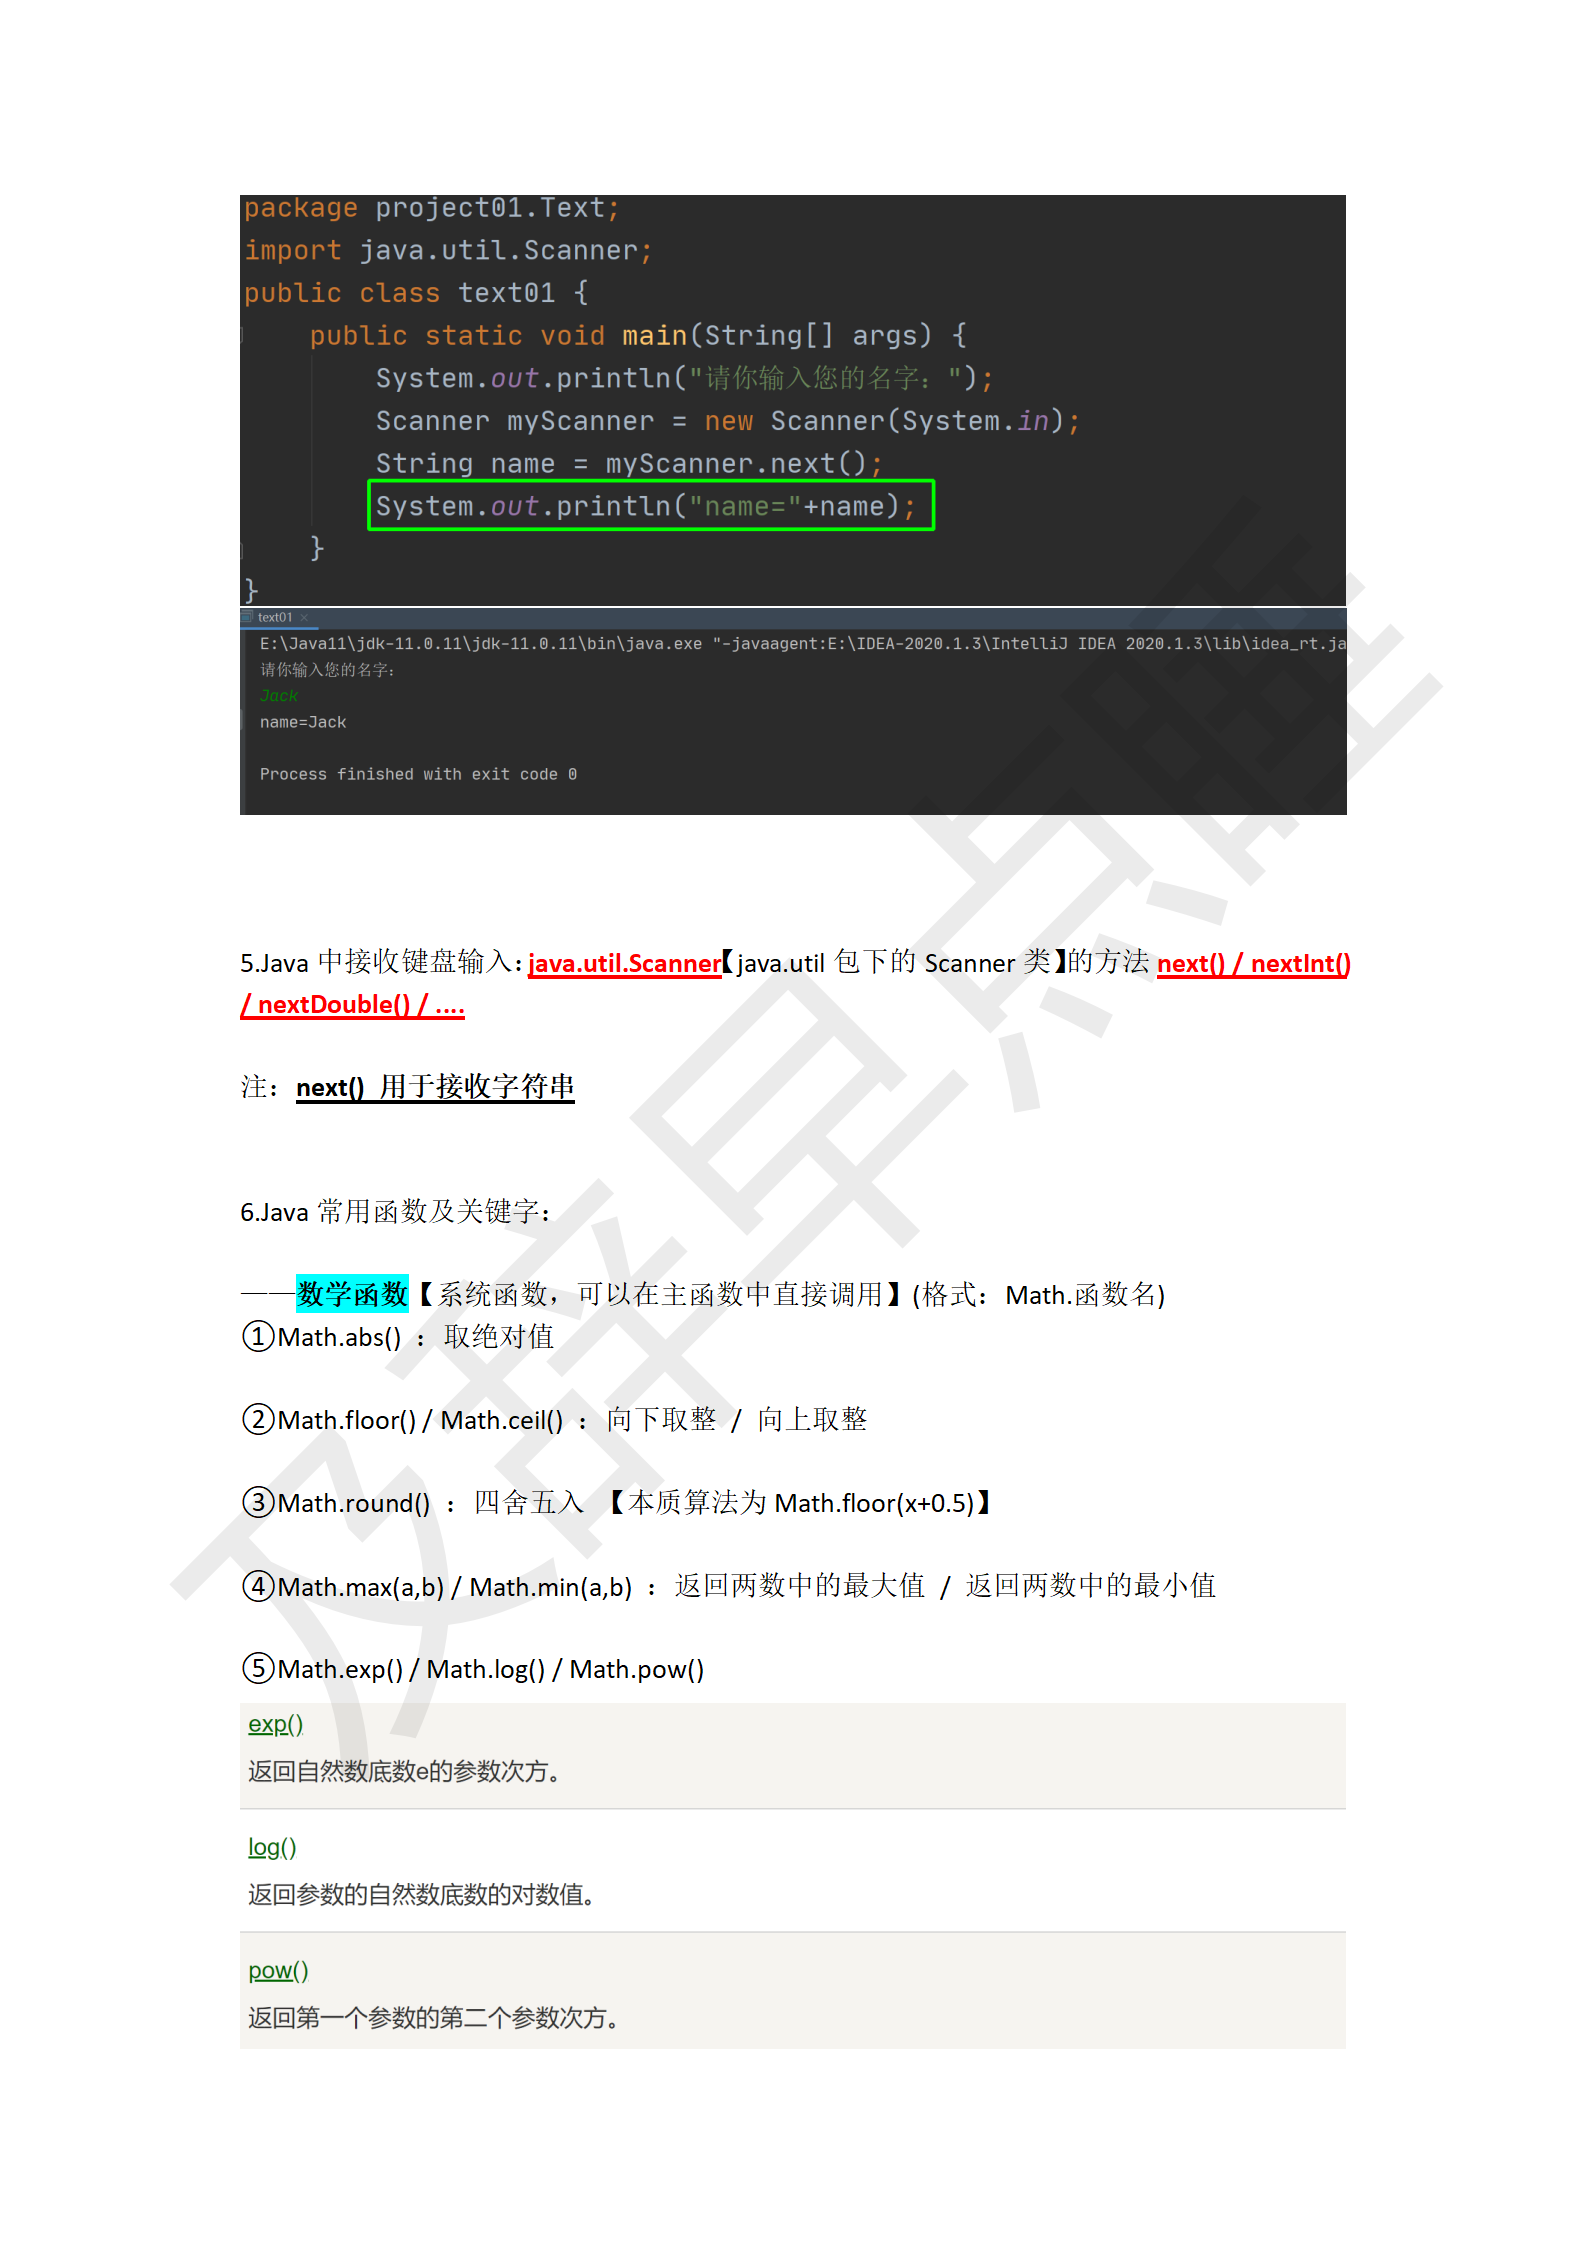 package project01.Text;
import java.util.Scanner;
public class text01 {
public static void main(String[] args) {
System.out.println("请你输入您的名字：");
Scanner myScanner = new Scanner(System.in);
String name = myScanner.next();
System.out.println("name="+name);
}
}
text01 ×
E:\Java11\jdk-11.0.11\jdk-11.0.11\bin\java.exe "-javaagent:E:\IDEA-2020.1.3\IntelliJ IDEA 2020.1.3\lib\idea_rt.ja
请你输入您的名字：
Jack
name=Jack
Process finished with exit code 0
5.Java 中接收键盘输入：java.util.Scanner【java.util 包下的 Scanner 类】的方法 next() / nextInt()
/ nextDouble() / ....
注：next() 用于接收字符串
6.Java 常用函数及关键字：
——数学函数【系统函数，可以在主函数中直接调用】(格式：Math.函数名)
①Math.abs() ：取绝对值
②Math.floor() / Math.ceil() ：向下取整 / 向上取整
③Math.round() ：四舍五入 【本质算法为 Math.floor(x+0.5)】
④Math.max(a,b) / Math.min(a,b) ：返回两数中的最大值 / 返回两数中的最小值
⑤Math.exp() / Math.log() / Math.pow()
exp()
返回自然数底数e的参数次方。
log()
返回参数的自然数底数的对数值。
pow()
返回第一个参数的第二个参数次方。
及辞早点睡